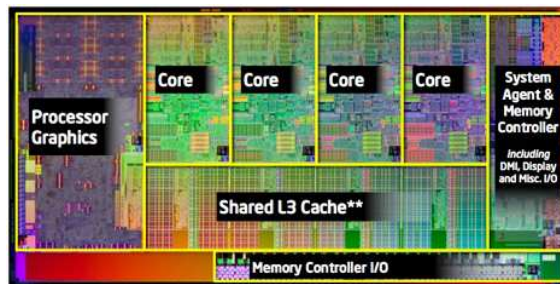 Processor
Graphics
Core
Core
Core
Core
System
Agent &
Memory
Controller
including
DMI, Display
and Misc. I/O
Shared L3 Cache**
Memory Controller I/O